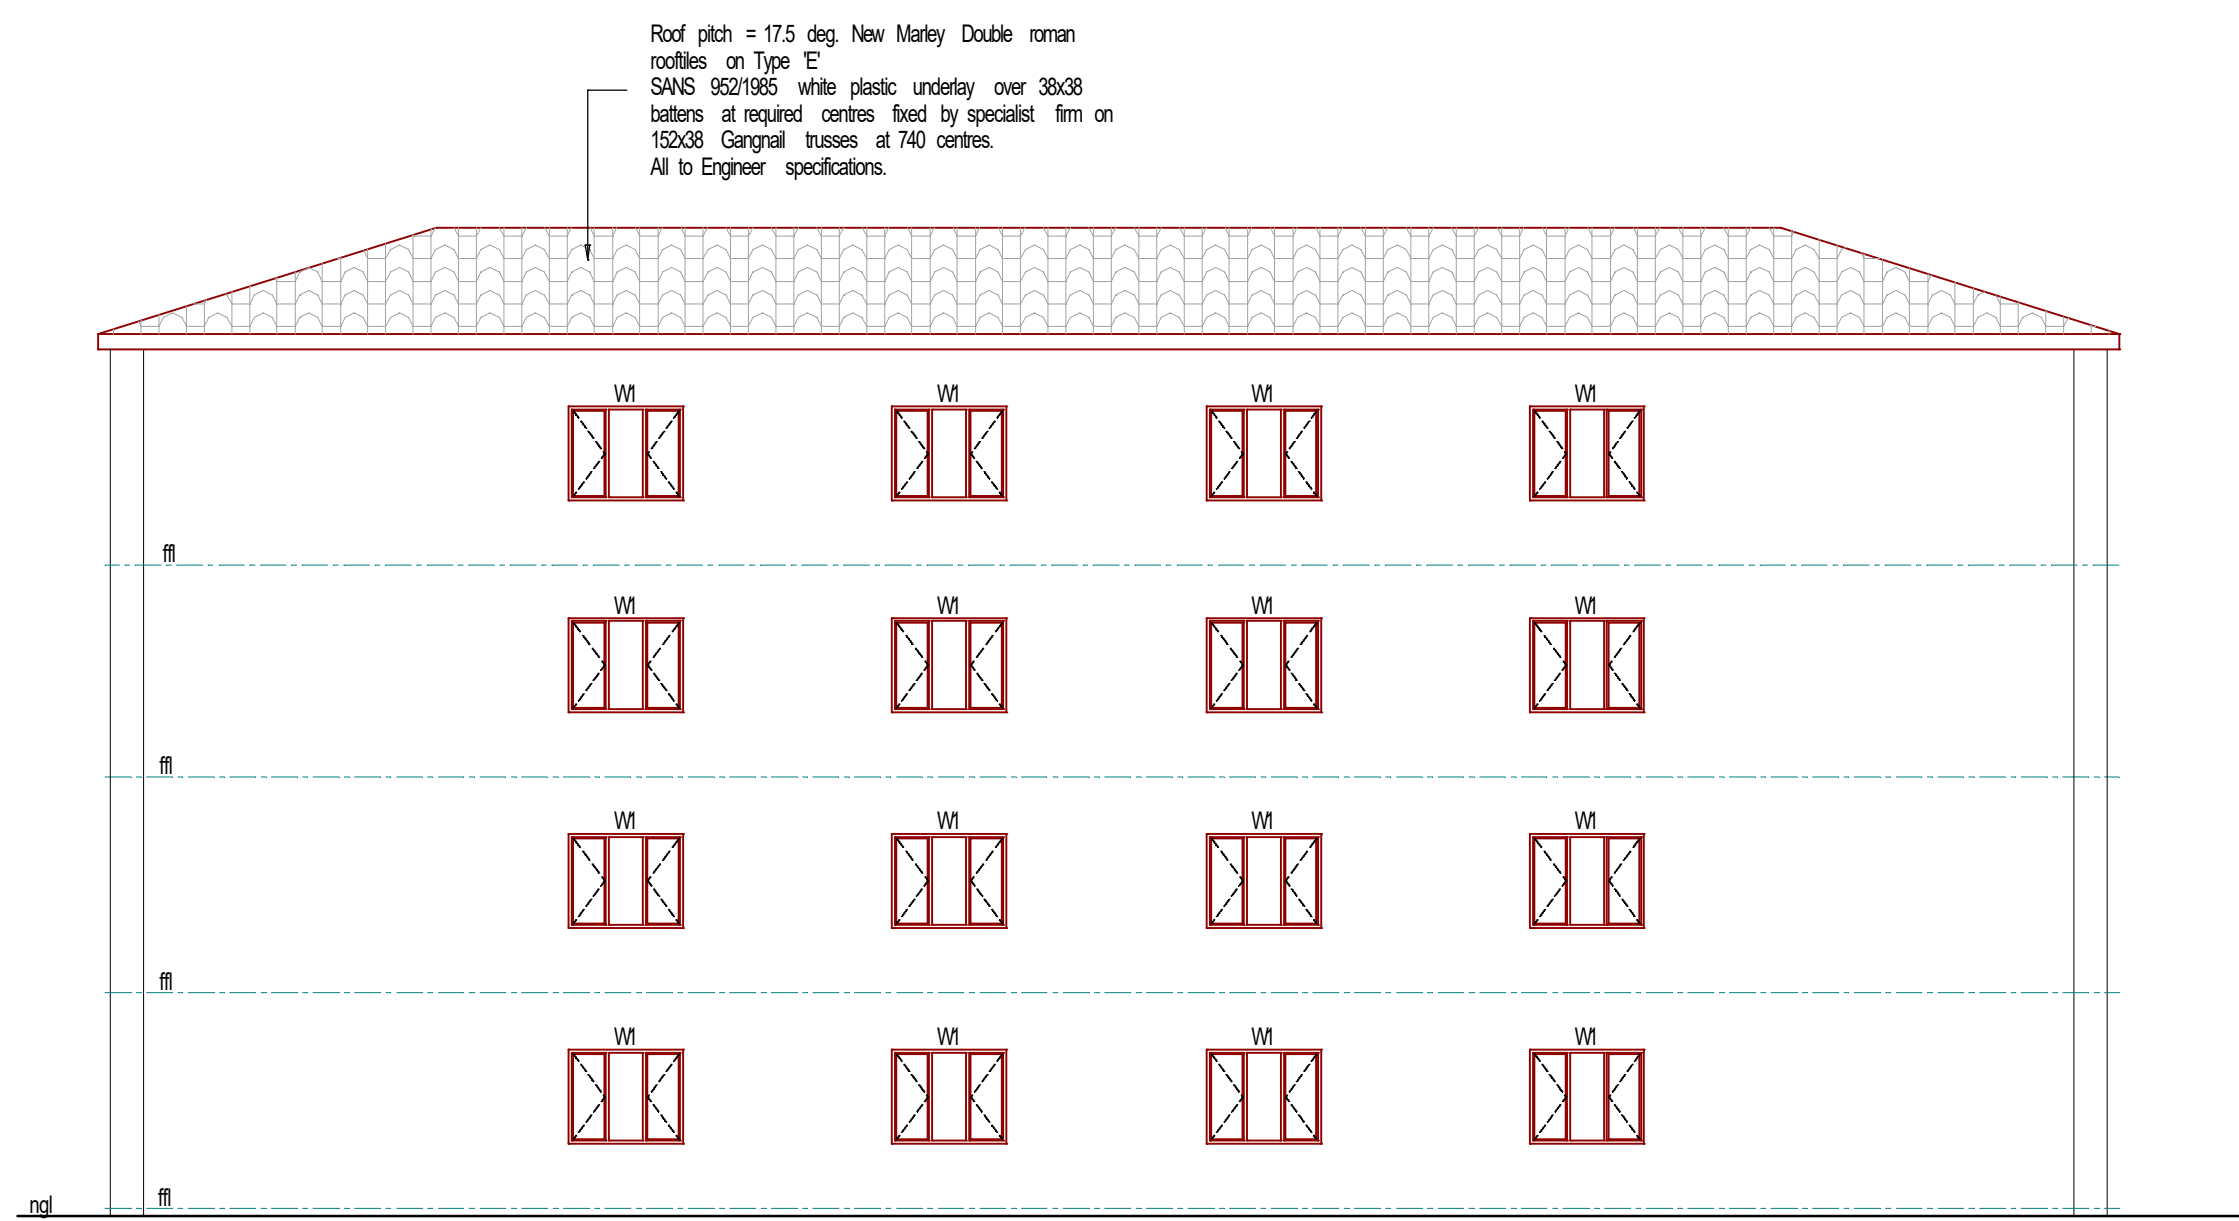 Roof pitch = 17.5 deg. New Marley Double roman
rooftiles on Type 'E'
SANS 952/1985 white plastic underlay over 38x38
battens at required centres fixed by specialist firm on
152x38 Gangnail trusses at 740 centres.
All to Engineer specifications.
W1 W1 W1 W1
ffl
W1 W1 W1 W1
ffl
W1 W1 W1 W1
ffl
W1 W1 W1 W1
ffl
ngl